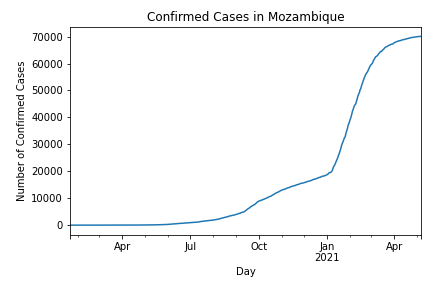 Confirmed Cases in Mozambique
Number of Confirmed Cases
70000
60000
50000
40000
30000
20000
10000
0
Apr Jul Oct Jan Apr
2021
Day